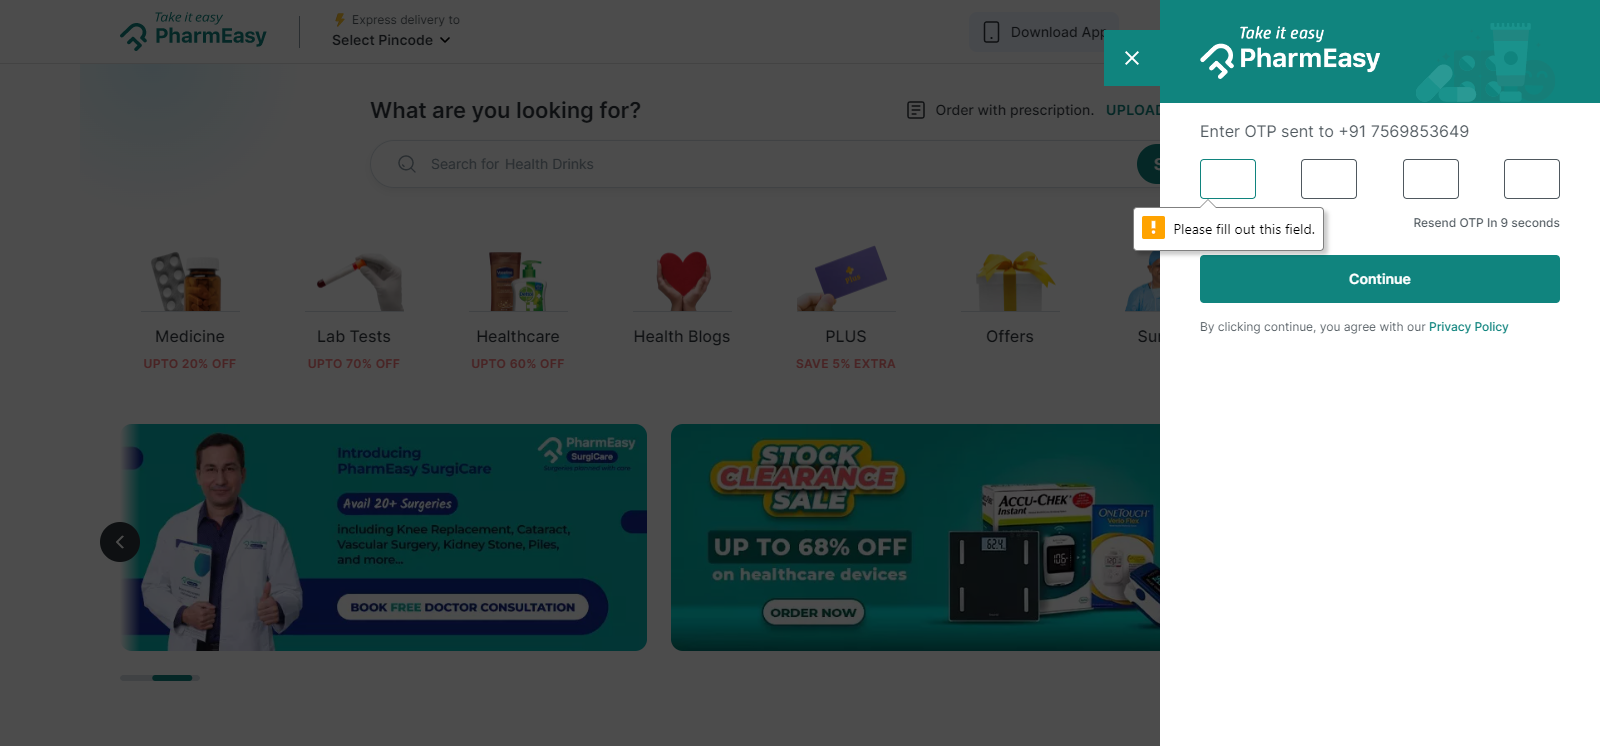 Take it easy
PharmEasy
Express delivery to
Select Pincode
Download App
What are you looking for?
Order with prescription.
Search for Health Drinks
Medicine
UPTO 20% OFF
Lab Tests
UPTO 70% OFF
Healthcare
UPTO 60% OFF
Health Blogs
PLUS
SAVE 5% EXTRA
Offers
Introducing
PharmEasy SurgiCare
PharmEasy
SurgiCare
Avail 20+ Surgeries
including Knee Replacement, Cataract,
Vascular Surgery, Kidney Stone, Piles,
and more...
BOOK FREE DOCTOR CONSULTATION
STOCK
CLEARANCE
SALE
UP TO 68% OFF
on healthcare devices
ORDER NOW
ACCU-CHEK
Instant
ONETOUCH
Verio Flex
Take it easy
PharmEasy
Enter OTP sent to +91 7569853649
Please fill out this field.
Resend OTP In 9 seconds
Continue
By clicking continue, you agree with our Privacy Policy